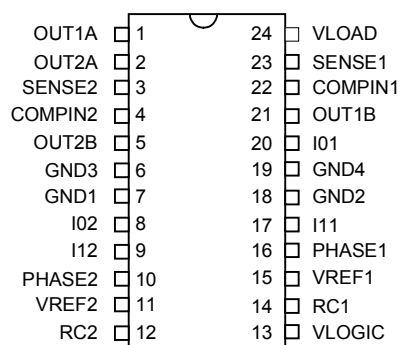 OUT1A 1 24 VLOAD
OUT2A 2 23 SENSE1
SENSE2 3 22 COMPIN1
COMPIN2 4 21 OUT1B
OUT2B 5 20 I01
GND3 6 19 GND4
GND1 7 18 GND2
I02 8 17 I11
I12 9 16 PHASE1
PHASE2 10 15 VREF1
VREF2 11 14 RC1
RC2 12 13 VLOGIC